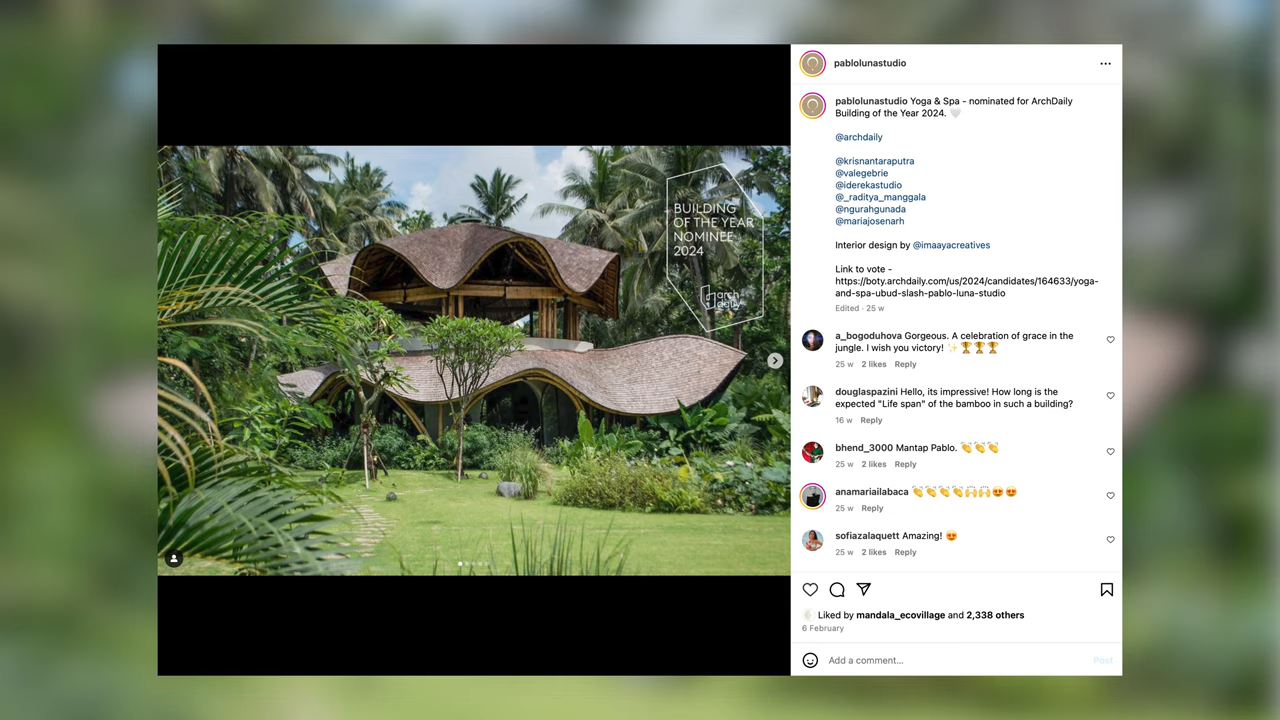 BUILDING
OF THE YEAR
NOMINEE
2024
arch
daily
pablolunastudio
pablolunastudio Yoga & Spa - nominated for ArchDaily
Building of the Year 2024. 🤍
@archdaily
@krisnantaraputra
@valegebrie
@iderekastudio
@_raditya_manggala
@ngurahgunada
@mariajosenarh
Interior design by @imaayacreatives
Link to vote -
https://boty.archdaily.com/us/2024/candidates/164633/yoga-
and-spa-ubud-slash-pablo-luna-studio
Edited · 25 w
a_bogoduhova Gorgeous. A celebration of grace in the
jungle. I wish you victory! ✨🏆🏆🏆
25 w 2 likes Reply
douglaspazini Hello, its impressive! How long is the
expected "Life span" of the bamboo in such a building?
16 w Reply
bhend_3000 Mantap Pablo. 👏👏👏
25 w 2 likes Reply
anamariailabaca 👏👏👏👏🙌🙌😍😍
25 w Reply
sofiazalaquett Amazing! 😍
25 w 2 likes Reply
Liked by mandala_ecovillage and 2,338 others
6 February
Add a comment...
Post